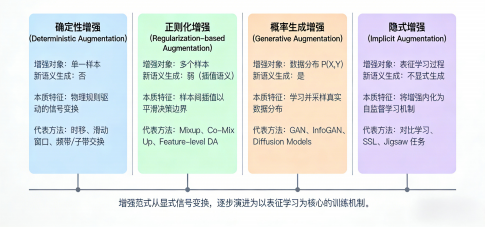 确定性增强
(Deterministic Augmentation)
增强对象：单一样本
新语义生成：否
本质特征：物理规则驱
动的信号变换
代表方法：时移、滑动
窗口、频带/子带交换
正则化增强
(Regularization-based
Augmentation)
增强对象：多个样本
新语义生成：弱（插值语义）
本质特征：样本间插值以
平滑决策边界
代表方法：Mixup、Co-Mix
Up、Feature-level DA
概率生成增强
(Generative Augmentation)
增强对象：数据分布 P(X,Y)
新语义生成：是
本质特征：学习并采样真实
数据分布
代表方法：GAN、InfoGAN、
Diffusion Models
隐式增强
(Implicit Augmentation)
增强对象：表征学习过程
新语义生成：不显式生成
本质特征：将增强内化为自
监督学习机制
代表方法：对比学习、
SSL、Jigsaw 任务
增强范式从显式信号变换，逐步演进为以表征学习为核心的训练机制。